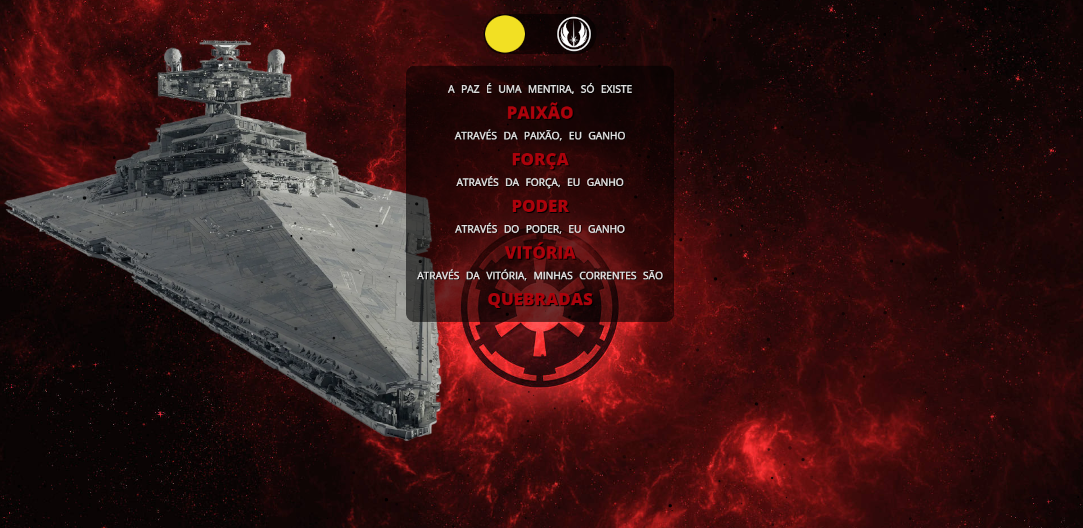 A PAZ É UMA MENTIRA, SÓ EXISTE
PAIXÃO
ATRAVÉS DA PAIXÃO, EU GANHO
FORÇA
ATRAVÉS DA FORÇA, EU GANHO
PODER
ATRAVÉS DO PODER, EU GANHO
VITÓRIA
ATRAVÉS DA VITÓRIA, MINHAS CORRENTES SÃO
QUEBRADAS